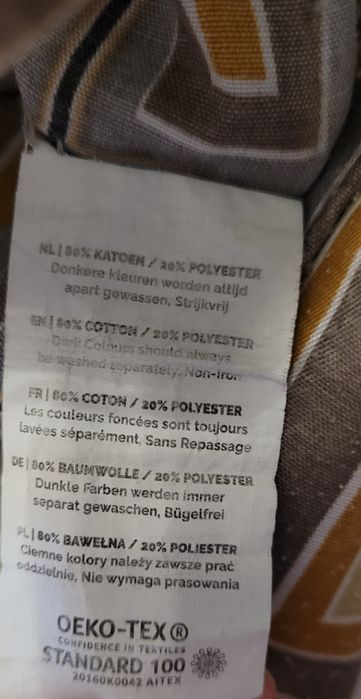 NL | 80% KATOEN / 20% POLYESTER
Donkere kleuren worden altijd
apart gewassen, Strijkvrij
EN | 80% COTTON / 20% POLYESTER
Dark Colours should always
be washed separately, Non-iron
FR | 80% COTON / 20% POLYESTER
Les couleurs foncées sont toujours
lavées séparément, Sans Repassage
DE | 80% BAUMWOLLE / 20% POLYESTER
Dunkle Farben werden immer
separat gewaschen, Bügelfrei
PL | 80% BAWEŁNA / 20% POLIESTER
Ciemne kolory należy zawsze prać
oddzielnie, Nie wymaga prasowania
OEKO-TEX®
CONFIDENCE IN TEXTILES
STANDARD 100
20160K0042 AITEX